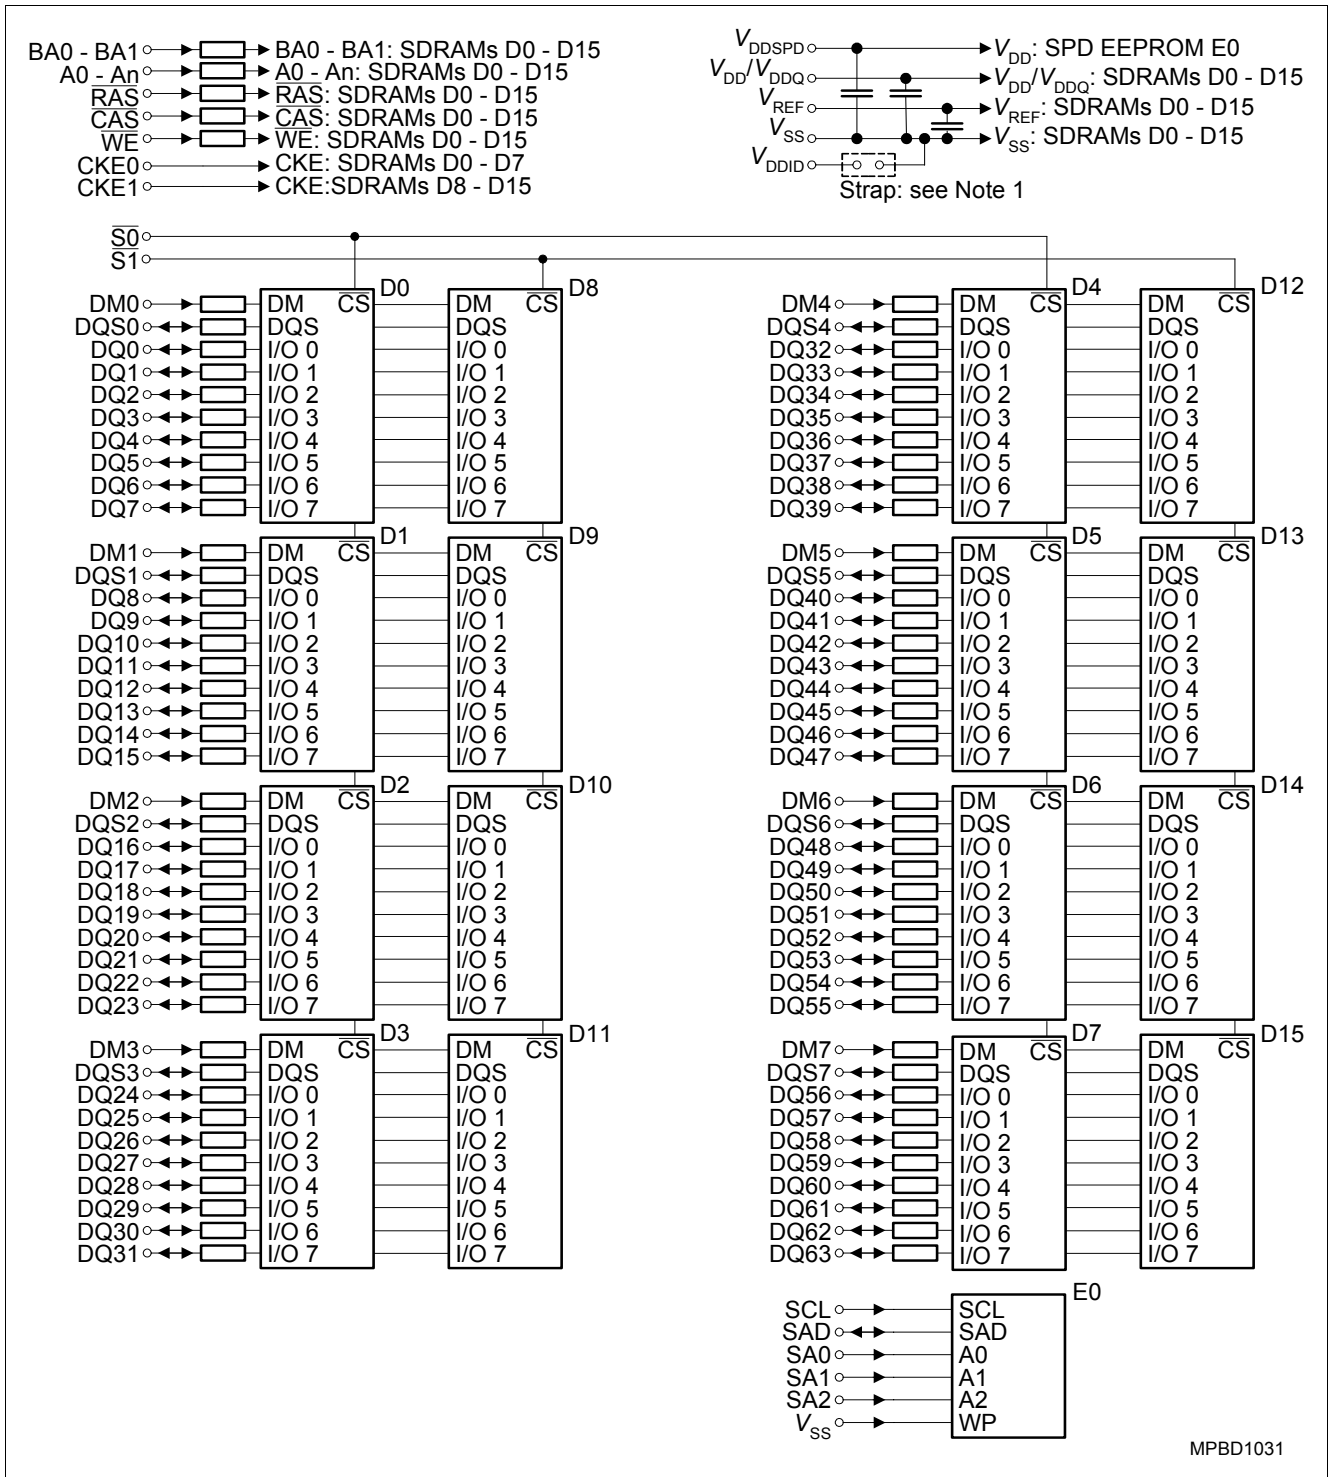 BA0 - BA1 BA0 - BA1: SDRAMs D0 - D15
A0 - An A0 - An: SDRAMs D0 - D15
RAS RAS: SDRAMs D0 - D15
CAS CAS: SDRAMs D0 - D15
WE WE: SDRAMs D0 - D15
CKE0 CKE: SDRAMs D0 - D7
CKE1 CKE:SDRAMs D8 - D15
VDDSPD VDD: SPD EEPROM E0
VDD/VDDQ VDD/VDDQ: SDRAMs D0 - D15
VREF VREF: SDRAMs D0 - D15
VSS VSS: SDRAMs D0 - D15
VDDID
Strap: see Note 1
S0
S1
D0 D8 D4 D12
DM0 DM CS DM CS DM4 DM CS DM CS
DQS0 DQS DQS DQS4 DQS DQS
DQ0 I/O 0 I/O 0 DQ32 I/O 0 I/O 0
DQ1 I/O 1 I/O 1 DQ33 I/O 1 I/O 1
DQ2 I/O 2 I/O 2 DQ34 I/O 2 I/O 2
DQ3 I/O 3 I/O 3 DQ35 I/O 3 I/O 3
DQ4 I/O 4 I/O 4 DQ36 I/O 4 I/O 4
DQ5 I/O 5 I/O 5 DQ37 I/O 5 I/O 5
DQ6 I/O 6 I/O 6 DQ38 I/O 6 I/O 6
DQ7 I/O 7 I/O 7 DQ39 I/O 7 I/O 7
D1 D9 D5 D13
DM1 DM CS DM CS DM5 DM CS DM CS
DQS1 DQS DQS DQS5 DQS DQS
DQ8 I/O 0 I/O 0 DQ40 I/O 0 I/O 0
DQ9 I/O 1 I/O 1 DQ41 I/O 1 I/O 1
DQ10 I/O 2 I/O 2 DQ42 I/O 2 I/O 2
DQ11 I/O 3 I/O 3 DQ43 I/O 3 I/O 3
DQ12 I/O 4 I/O 4 DQ44 I/O 4 I/O 4
DQ13 I/O 5 I/O 5 DQ45 I/O 5 I/O 5
DQ14 I/O 6 I/O 6 DQ46 I/O 6 I/O 6
DQ15 I/O 7 I/O 7 DQ47 I/O 7 I/O 7
D2 D10 D6 D14
DM2 DM CS DM CS DM6 DM CS DM CS
DQS2 DQS DQS DQS6 DQS DQS
DQ16 I/O 0 I/O 0 DQ48 I/O 0 I/O 0
DQ17 I/O 1 I/O 1 DQ49 I/O 1 I/O 1
DQ18 I/O 2 I/O 2 DQ50 I/O 2 I/O 2
DQ19 I/O 3 I/O 3 DQ51 I/O 3 I/O 3
DQ20 I/O 4 I/O 4 DQ52 I/O 4 I/O 4
DQ21 I/O 5 I/O 5 DQ53 I/O 5 I/O 5
DQ22 I/O 6 I/O 6 DQ54 I/O 6 I/O 6
DQ23 I/O 7 I/O 7 DQ55 I/O 7 I/O 7
D3 D11 D7 D15
DM3 DM CS DM CS DM7 DM CS DM CS
DQS3 DQS DQS DQS7 DQS DQS
DQ24 I/O 0 I/O 0 DQ56 I/O 0 I/O 0
DQ25 I/O 1 I/O 1 DQ57 I/O 1 I/O 1
DQ26 I/O 2 I/O 2 DQ58 I/O 2 I/O 2
DQ27 I/O 3 I/O 3 DQ59 I/O 3 I/O 3
DQ28 I/O 4 I/O 4 DQ60 I/O 4 I/O 4
DQ29 I/O 5 I/O 5 DQ61 I/O 5 I/O 5
DQ30 I/O 6 I/O 6 DQ62 I/O 6 I/O 6
DQ31 I/O 7 I/O 7 DQ63 I/O 7 I/O 7
E0
SCL SCL
SAD SAD
SA0 A0
SA1 A1
SA2 A2
VSS WP
MPBD1031